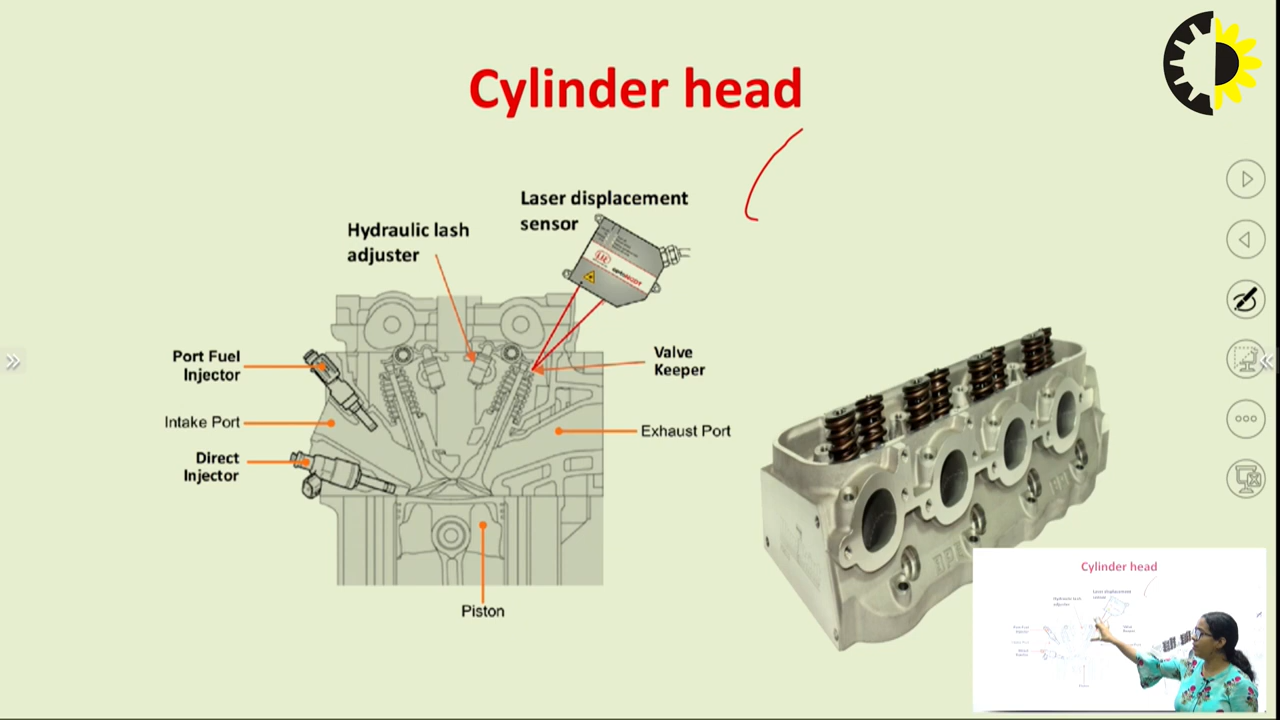 Cylinder head
Laser displacement
sensor
Hydraulic lash
adjuster
Port Fuel
Injector
Valve
Keeper
Intake Port
Exhaust Port
Direct
Injector
Piston
Cylinder head